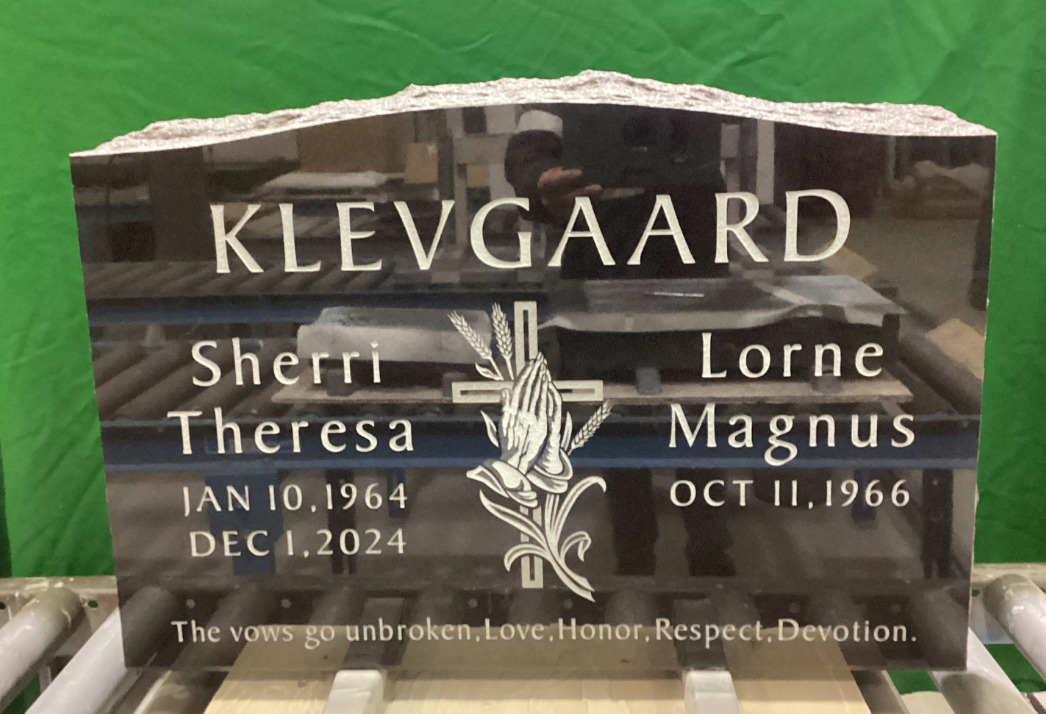 KLEVGAARD
Sherri
Theresa
JAN 10, 1964
DEC 1, 2024
Lorne
Magnus
OCT 11, 1966
The vows go unbroken, Love, Honor, Respect, Devotion.